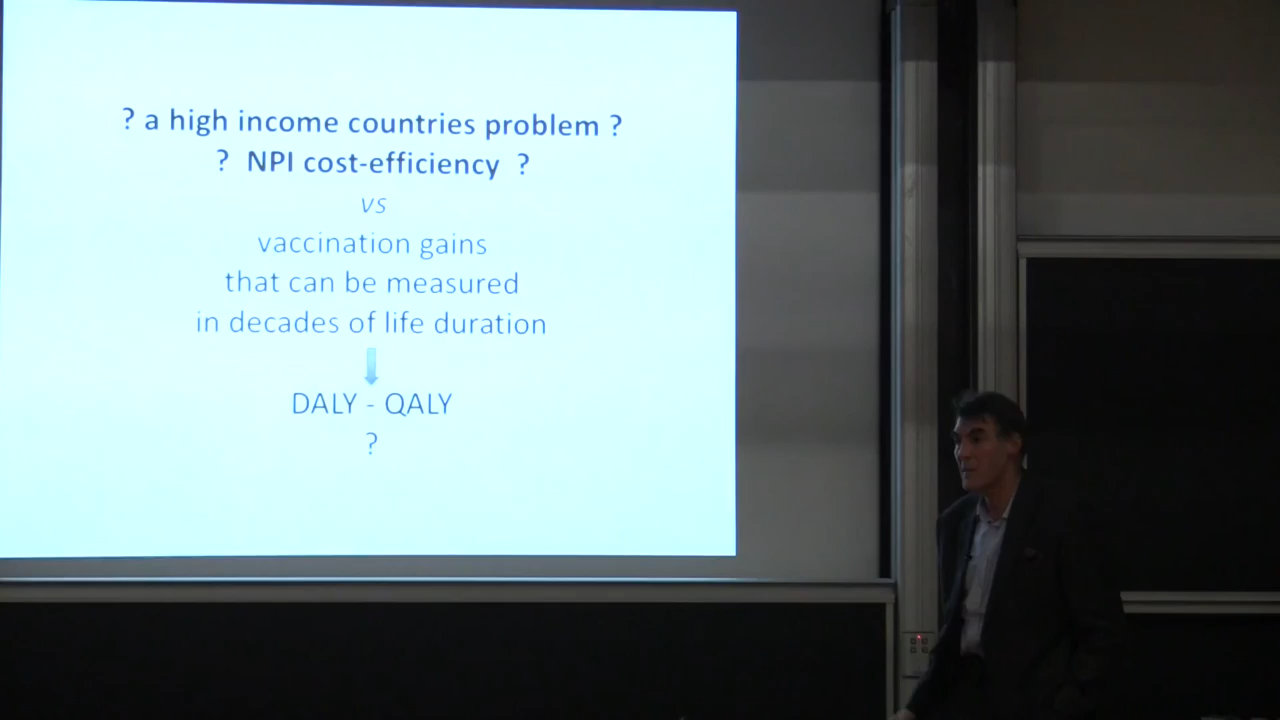 ? a high income countries problem ?
? NPI cost-efficiency ?
vs
vaccination gains
that can be measured
in decades of life duration
DALY - QALY
?